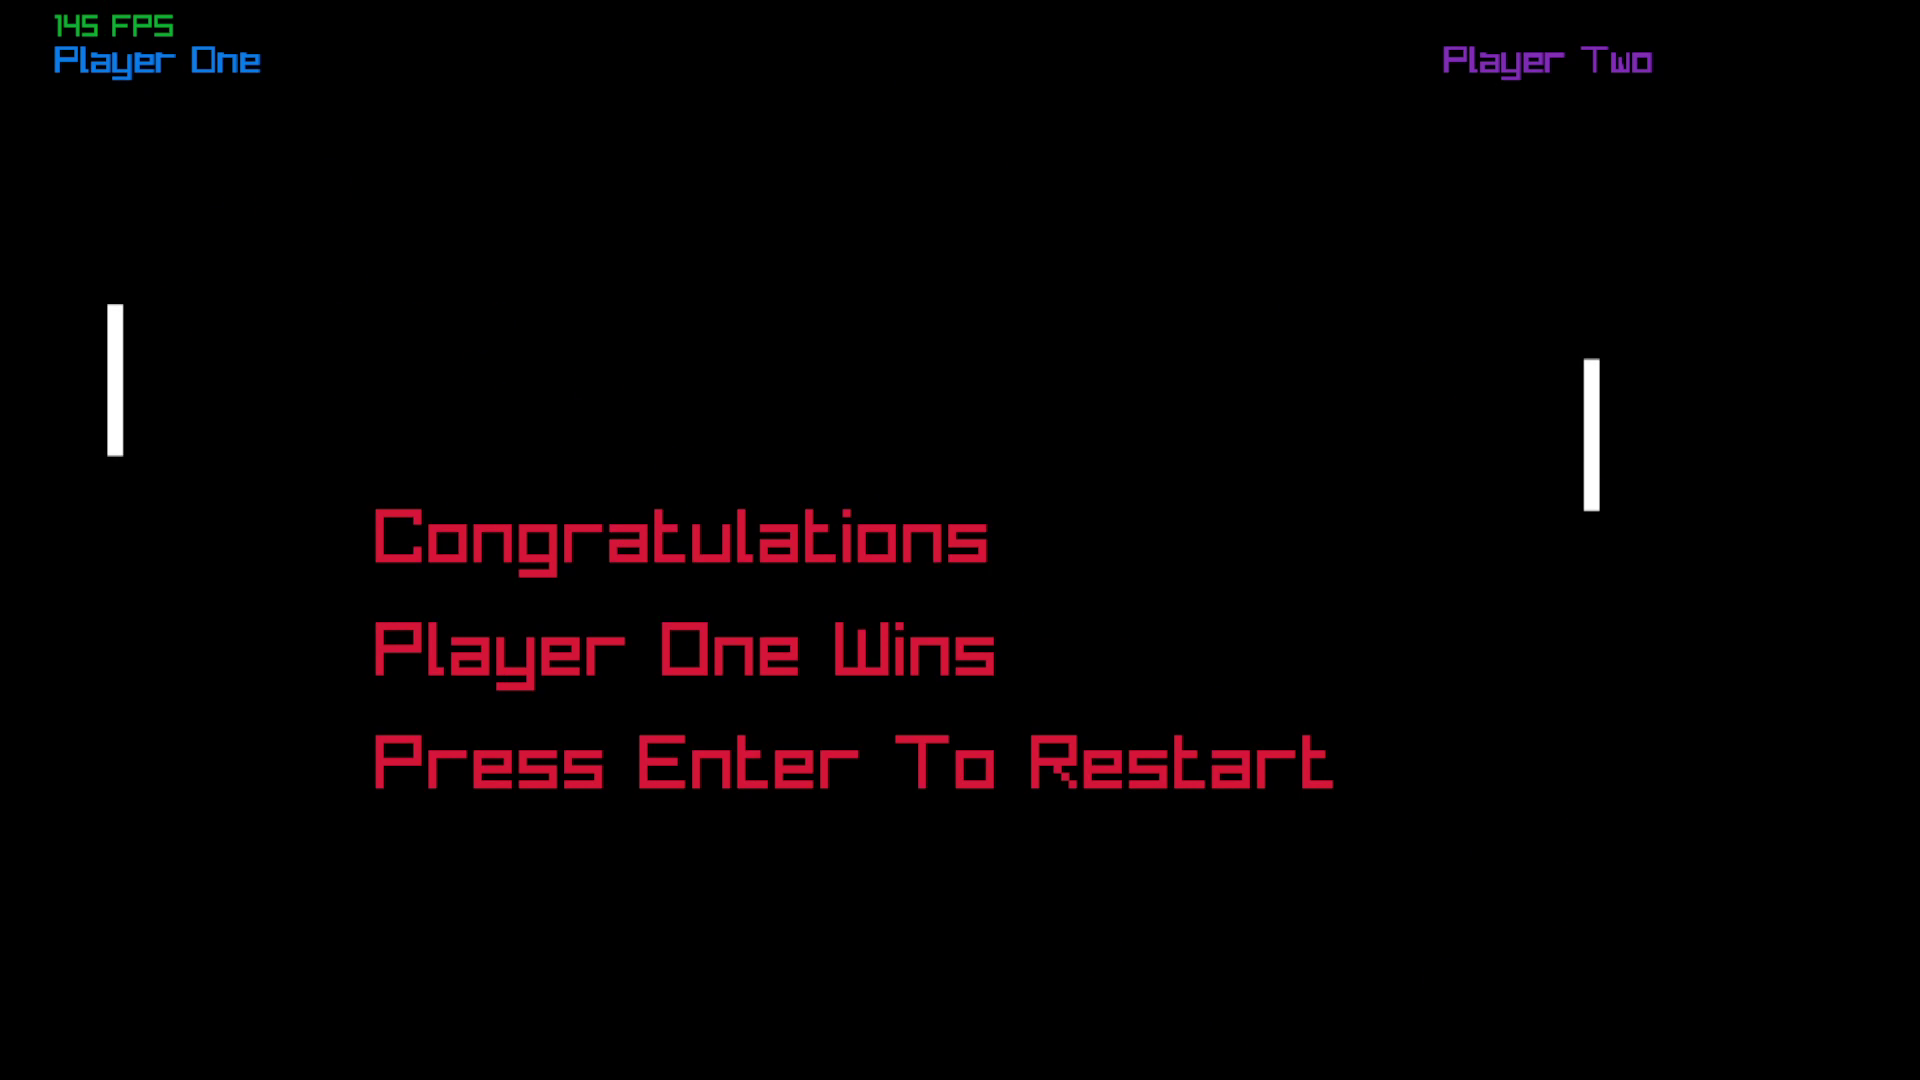 145 FPS
Player One
Player Two
Congratulations
Player One Wins
Press Enter To Restart